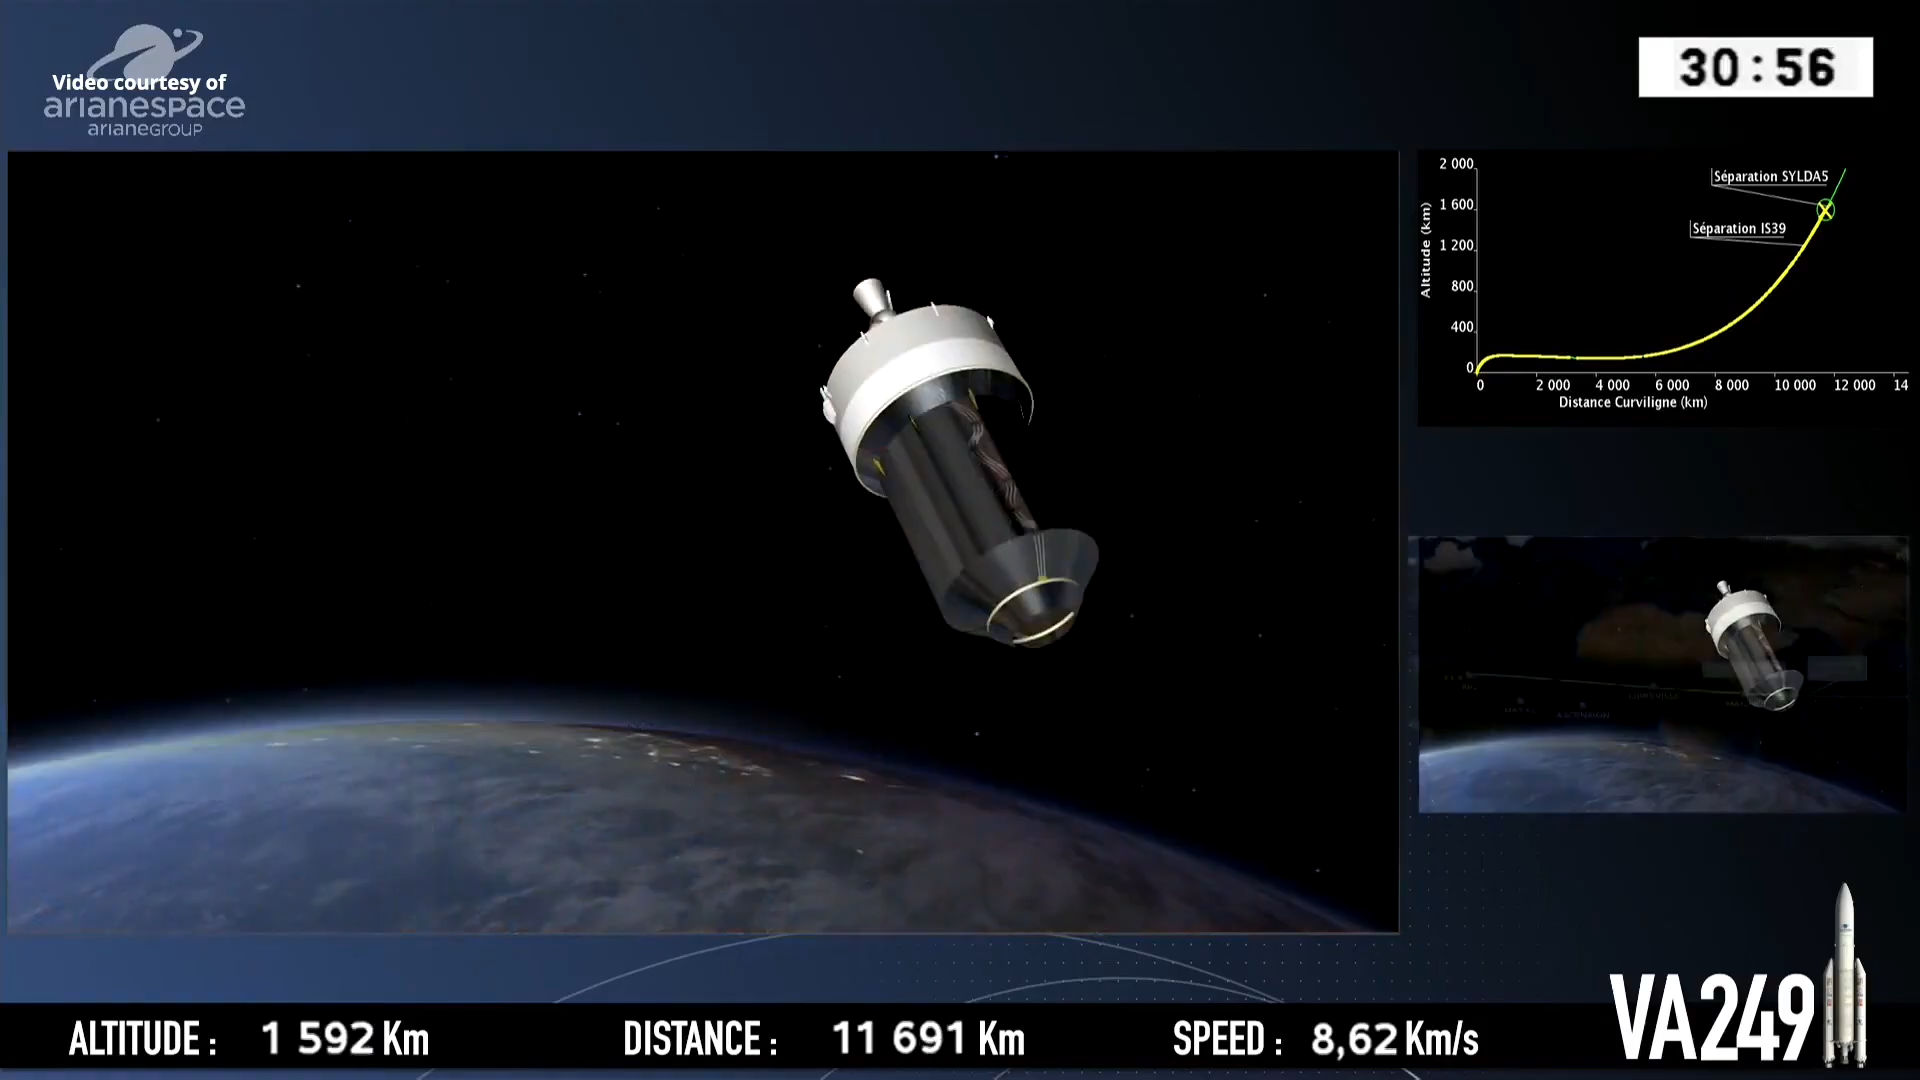 Video courtesy of
arianespace
arianeGROUP
30:56
2 000
1 600
1 200
800
400
0
Altitude (km)
Séparation SYLDA5
Séparation IS39
0 2 000 4 000 6 000 8 000 10 000 12 000 14
Distance Curviligne (km)
ALTITUDE : 1 592 Km DISTANCE : 11 691 Km SPEED : 8,62 Km/s
VA249